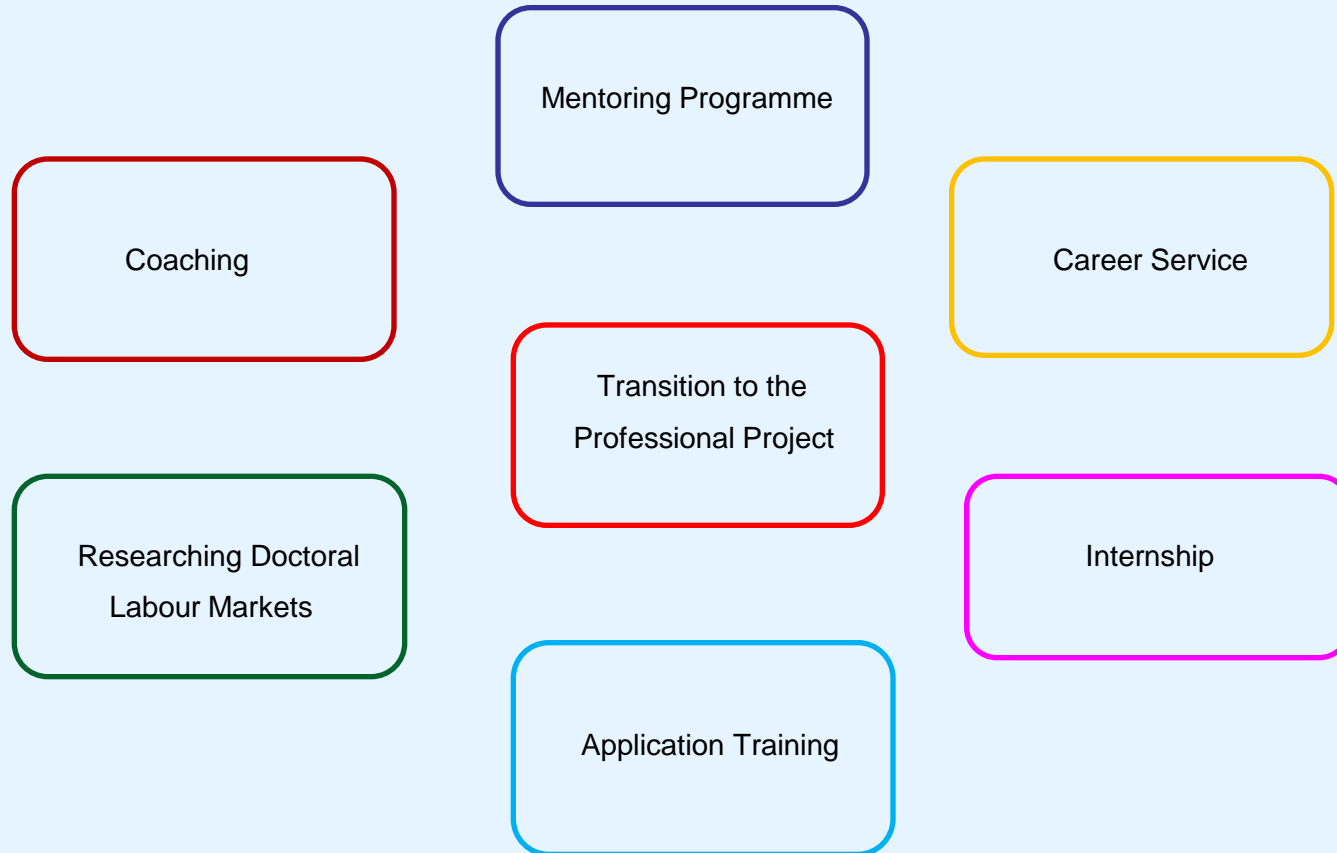 Mentoring Programme
Coaching
Career Service
Transition to the
Professional Project
Researching Doctoral
Labour Markets
Internship
Application Training